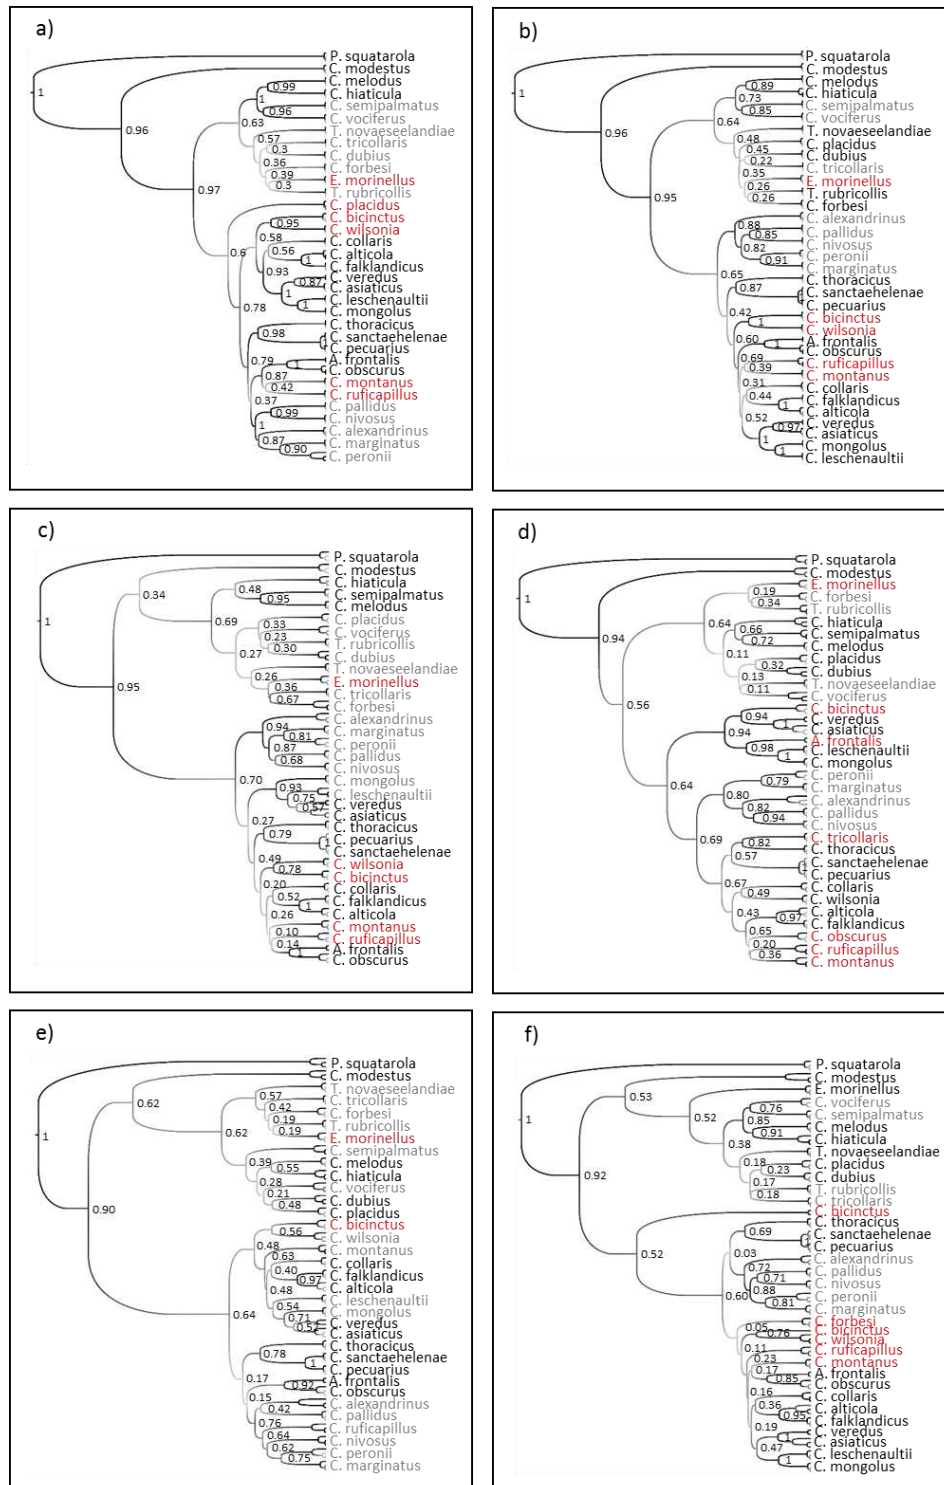 a)
P. squatarola
C. modestus
C. melodus
0.99
C. hiaticula
1
C. semipalmatus
0.96
C. vociferus
0.63
T. novaeseelandiae
0.57
C. tricollaris
0.3
C. dubius
0.36
C. forbesi
0.39
E. morinellus
0.3
T. rubricollis
1
0.96
0.97
C. placidus
C. bicinctus
0.95
C. wilsonia
0.58
C. collaris
0.6
0.56
C. alticola
1
C. falklandicus
0.93
C. veredus
0.87
C. asiaticus
1
C. leschenaultii
1
C. mongolus
0.78
C. thoracicus
0.98
C. sanctaehelenae
1
C. pecuarius
0.79
A. frontalis
1
C. obscurus
0.87
C. montanus
0.42
C. ruficapillus
0.37
C. pallidus
0.99
C. nivosus
1
C. alexandrinus
0.87
C. marginatus
0.90
C. peronii
b)
P. squatarola
C. modestus
C. melodus
0.89
C. hiaticula
0.73
C. semipalmatus
0.85
C. vociferus
0.64
T. novaeseelandiae
0.48
C. placidus
0.45
C. dubius
0.22
C. tricollaris
0.35
E. morinellus
0.26
T. rubricollis
0.26
C. forbesi
1
0.96
0.95
C. alexandrinus
0.88
C. pallidus
0.85
C. nivosus
0.82
C. peronii
0.91
C. marginatus
0.65
C. thoracicus
0.87
C. sanctaehelenae
1
C. pecuarius
0.42
C. bicinctus
1
C. wilsonia
0.60
A. frontalis
1
C. obscurus
0.69
C. ruficapillus
0.39
C. montanus
0.31
C. collaris
0.44
C. falklandicus
1
C. alticola
0.52
C. veredus
0.97
C. asiaticus
1
C. mongolus
1
C. leschenaultii
c)
P. squatarola
C. modestus
0.34
C. hiaticula
0.48
C. semipalmatus
0.95
C. melodus
0.69
C. placidus
0.33
C. vociferus
0.23
T. rubricollis
0.30
C. dubius
0.27
T. novaeseelandiae
0.26
E. morinellus
0.36
C. tricollaris
0.67
C. forbesi
1
0.95
C. alexandrinus
0.94
C. marginatus
0.81
C. peronii
0.87
C. pallidus
0.68
C. nivosus
0.70
C. mongolus
0.93
C. leschenaultii
0.75
C. veredus
0.57
C. asiaticus
0.27
C. thoracicus
0.79
C. pecuarius
1
C. sanctaehelenae
0.49
C. wilsonia
0.78
C. bicinctus
0.20
C. collaris
0.52
C. falklandicus
1
C. alticola
0.26
C. montanus
0.10
C. ruficapillus
0.14
A. frontalis
1
C. obscurus
d)
P. squatarola
C. modestus
E. morinellus
0.19
C. forbesi
0.34
T. rubricollis
0.64
C. hiaticula
0.66
C. semipalmatus
0.72
C. melodus
0.11
C. placidus
0.32
C. dubius
0.13
T. novaeseelandiae
0.11
C. vociferus
1
0.94
0.56
C. bicinctus
0.94
C. veredus
1
C. asiaticus
0.94
A. frontalis
0.98
C. leschenaultii
1
C. mongolus
0.64
C. peronii
0.79
C. marginatus
0.80
C. alexandrinus
0.82
C. pallidus
0.94
C. nivosus
0.69
C. tricollaris
0.82
C. thoracicus
0.57
C. sanctaehelenae
1
C. pecuarius
0.67
C. collaris
0.49
C. wilsonia
0.43
C. alticola
0.97
C. falklandicus
0.65
C. obscurus
0.20
C. ruficapillus
0.36
C. montanus
e)
P. squatarola
C. modestus
0.62
T. novaeseelandiae
0.57
C. tricollaris
0.42
C. forbesi
0.19
T. rubricollis
0.19
E. morinellus
0.62
C. semipalmatus
0.39
C. melodus
0.55
C. hiaticula
0.28
C. vociferus
0.21
C. dubius
0.48
C. placidus
1
0.90
C. bicinctus
0.56
C. wilsonia
0.48
C. montanus
0.63
C. collaris
0.40
C. falklandicus
0.97
C. alticola
0.48
C. leschenaultii
0.54
C. mongolus
0.71
C. veredus
0.52
C. asiaticus
0.64
C. thoracicus
0.78
C. sanctaehelenae
1
C. pecuarius
0.17
A. frontalis
0.92
C. obscurus
0.15
C. alexandrinus
0.42
C. pallidus
0.76
C. ruficapillus
0.64
C. nivosus
0.62
C. peronii
0.75
C. marginatus
f)
P. squatarola
C. modestus
0.53
E. morinellus
0.52
C. vociferus
0.76
C. semipalmatus
0.85
C. melodus
0.91
C. hiaticula
0.38
T. novaeseelandiae
0.18
C. placidus
0.23
C. dubius
0.17
T. rubricollis
0.18
C. tricollaris
1
0.92
0.52
C. bicinctus
C. thoracicus
0.69
C. sanctaehelenae
1
C. pecuarius
0.03
C. alexandrinus
0.72
C. pallidus
0.71
C. nivosus
0.88
C. peronii
0.81
C. marginatus
0.60
C. forbesi
0.05
C. bicinctus
0.76
C. wilsonia
0.11
C. ruficapillus
0.23
C. montanus
0.17
A. frontalis
0.85
C. obscurus
0.16
C. collaris
0.36
C. alticola
0.95
C. falklandicus
0.19
C. veredus
1
C. asiaticus
0.47
C. leschenaultii
1
C. mongolus